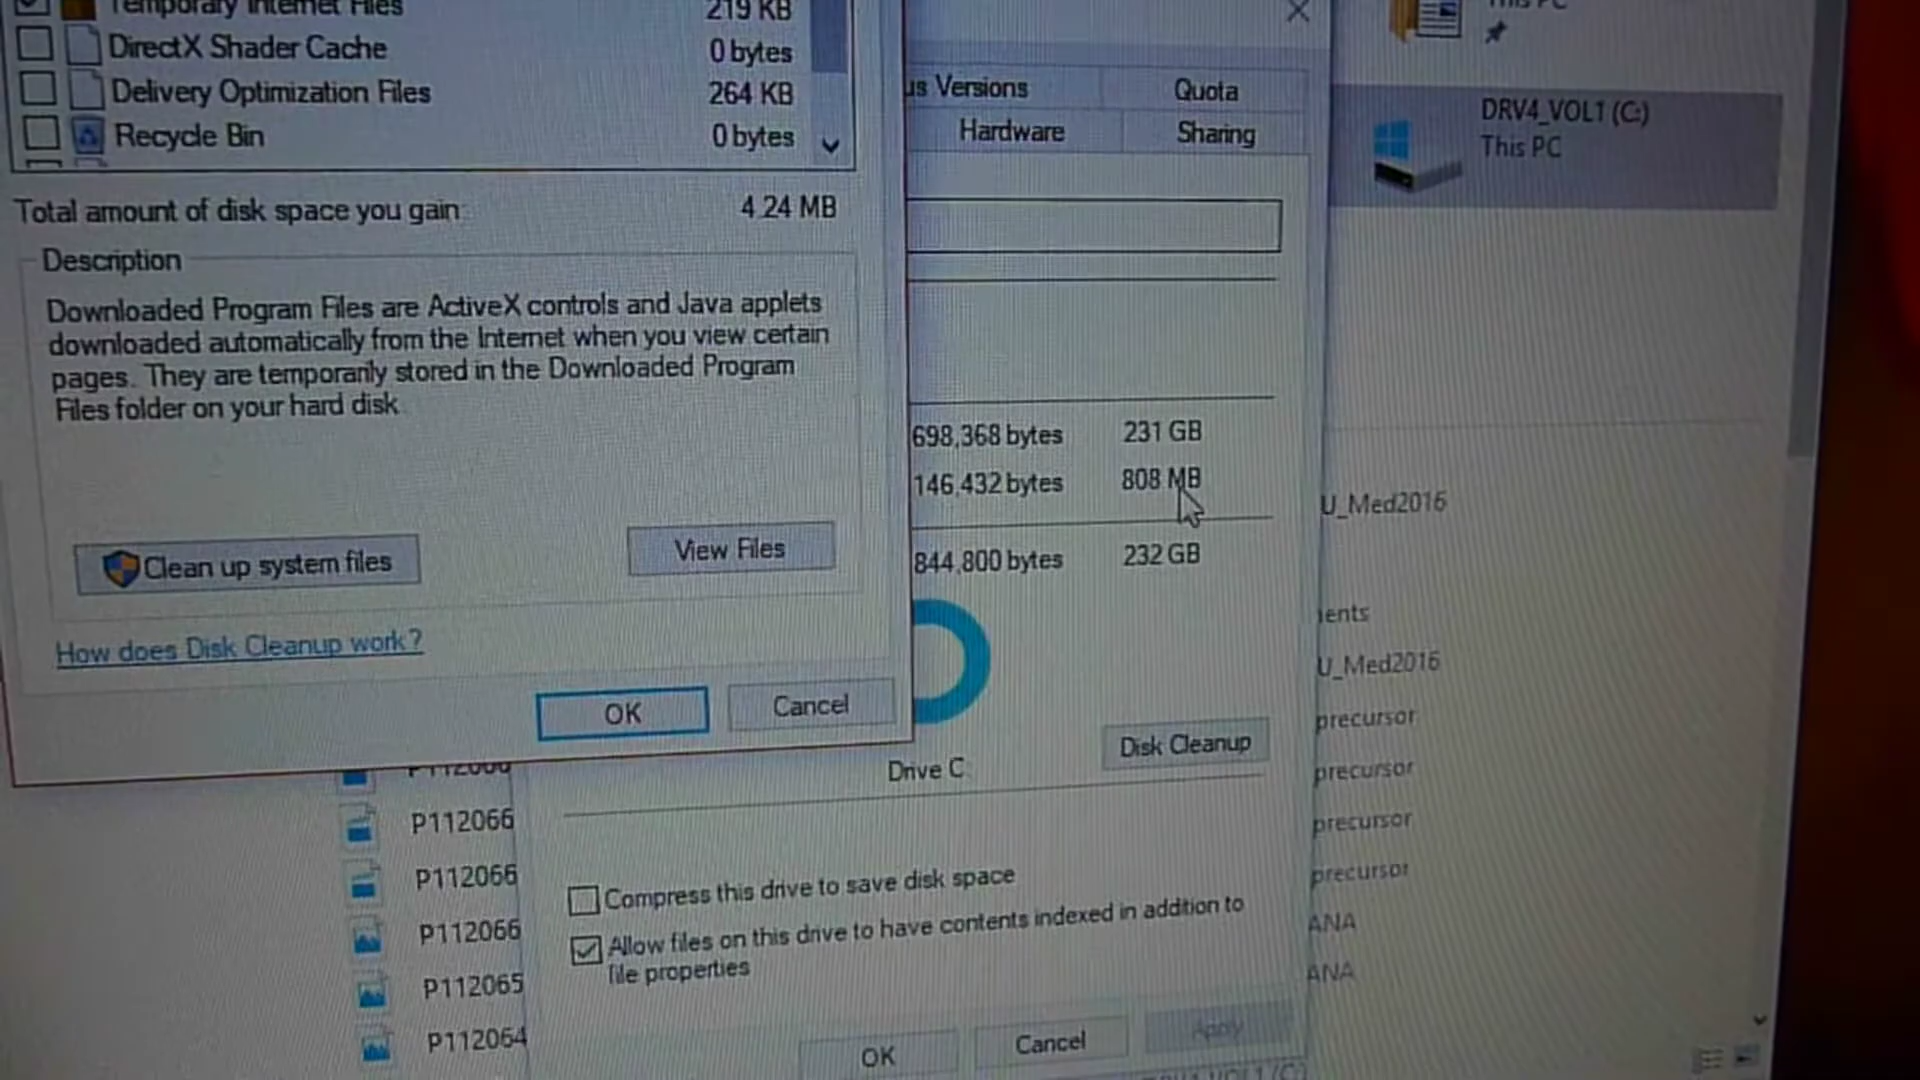 Temporary Internet Files 219 KB
DirectX Shader Cache 0 bytes
Delivery Optimization Files 264 KB
Recycle Bin 0 bytes
Total amount of disk space you gain: 4.24 MB
Description
Downloaded Program Files are ActiveX controls and Java applets
downloaded automatically from the Internet when you view certain
pages. They are temporarily stored in the Downloaded Program
Files folder on your hard disk.
Clean up system files
View Files
How does Disk Cleanup work?
OK
Cancel
us Versions
Quota
Hardware
Sharing
698,368 bytes 231 GB
146,432 bytes 808 MB
844,800 bytes 232 GB
Drive C:
Disk Cleanup
Compress this drive to save disk space
Allow files on this drive to have contents indexed in addition to
file properties
OK
Cancel
Apply
P112066
P112066
P112066
P112065
P112064
This PC
DRV4_VOL1 (C:)
This PC
U_Med2016
ents
U_Med2016
precursor
precursor
precursor
precursor
ANA
ANA
DRV4_VOL1 (C:)